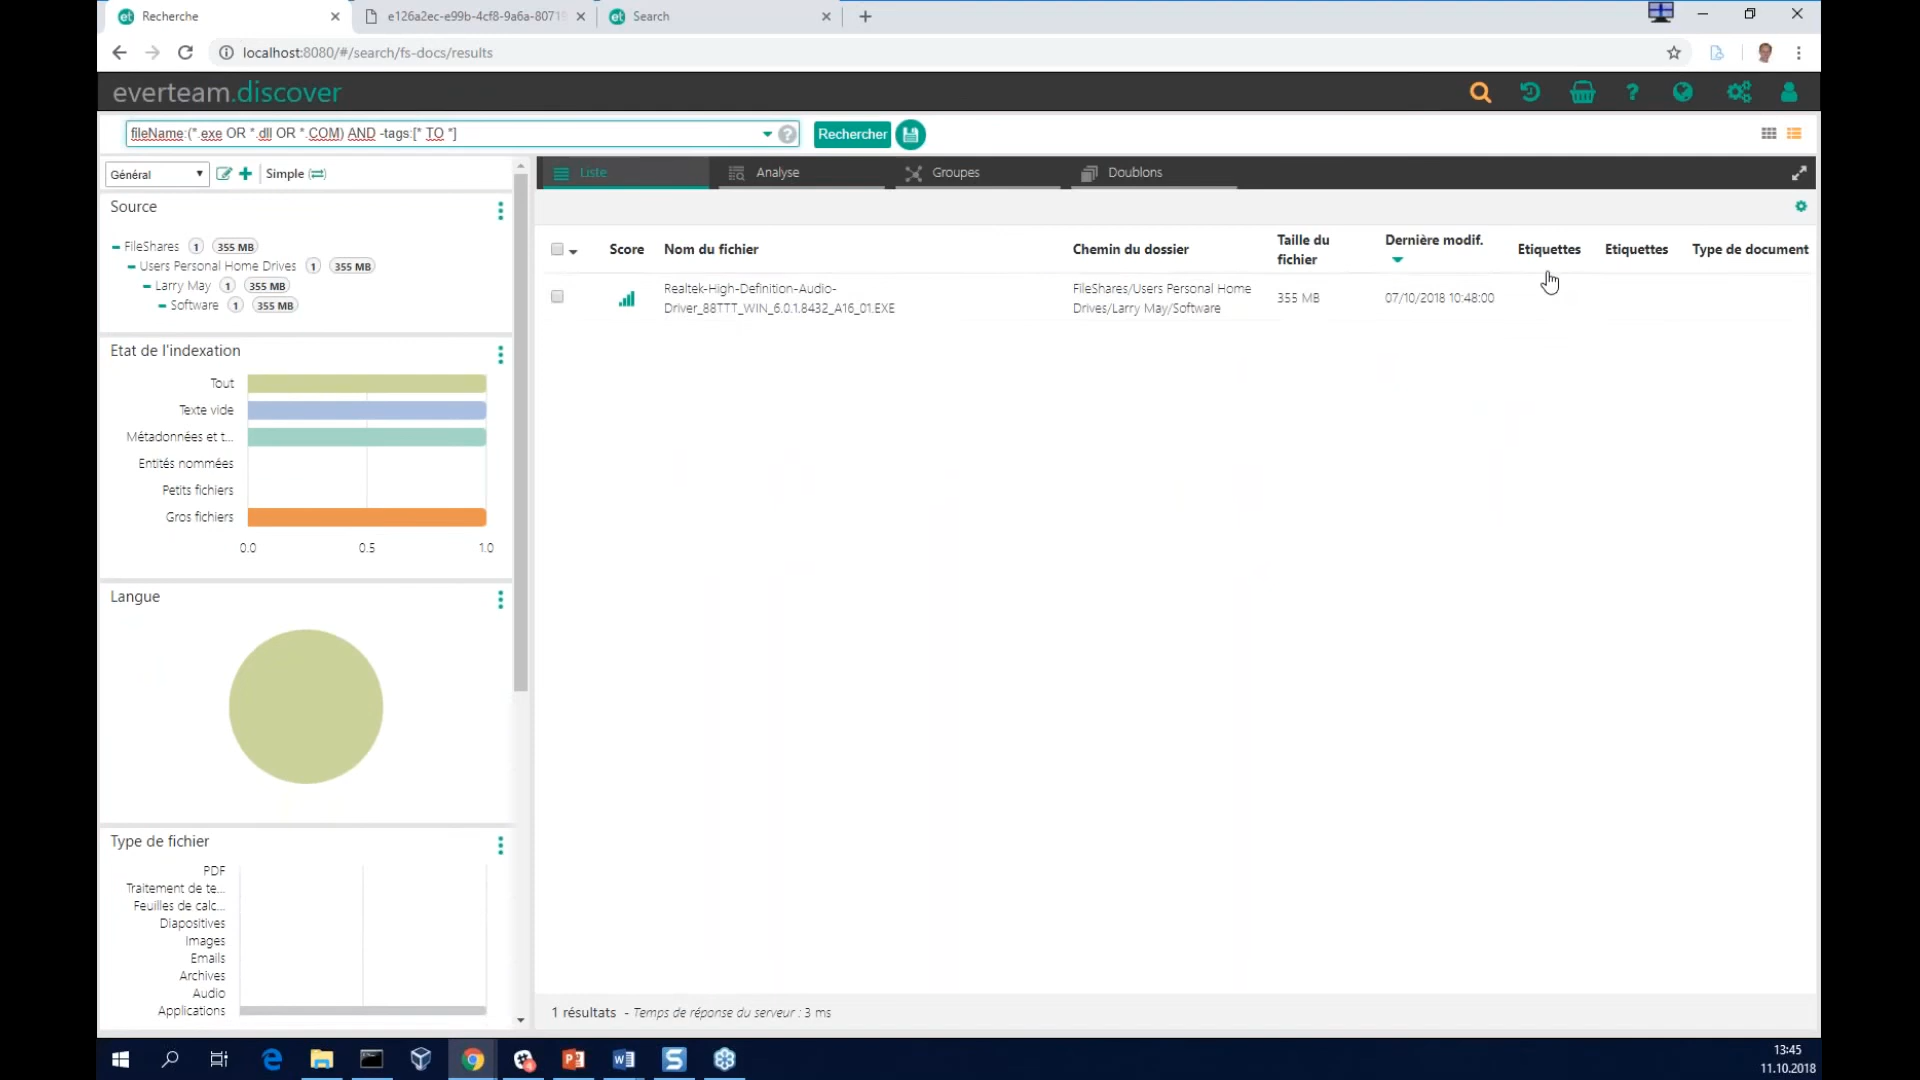 Recherche
e126a2ec-e99b-4cf8-9a6a-80719
Search
localhost:8080/#/search/fs-docs/results
everteam.discover
fileName:(*.exe OR *.dll OR *.COM) AND -tags:[* TO *]
Rechercher
Général
Simple
Liste
Analyse
Groupes
Doublons
Source
FileShares 1 355 MB
Users Personal Home Drives 1 355 MB
Larry May 1 355 MB
Software 1 355 MB
Etat de l'indexation
Tout
Texte vide
Métadonnées et t...
Entités nommées
Petits fichiers
Gros fichiers
0.0 0.5 1.0
Langue
Type de fichier
PDF
Traitement de te...
Feuilles de calc...
Diapositives
Images
Emails
Archives
Audio
Applications
Score
Nom du fichier
Chemin du dossier
Taille du
fichier
Dernière modif.
Etiquettes
Etiquettes
Type de document
Realtek-High-Definition-Audio-
Driver_88TTT_WIN_6.0.1.8432_A16_01.EXE
FileShares/Users Personal Home
Drives/Larry May/Software
355 MB
07/10/2018 10:48:00
1 résultats - Temps de réponse du serveur : 3 ms
13:45
11.10.2018